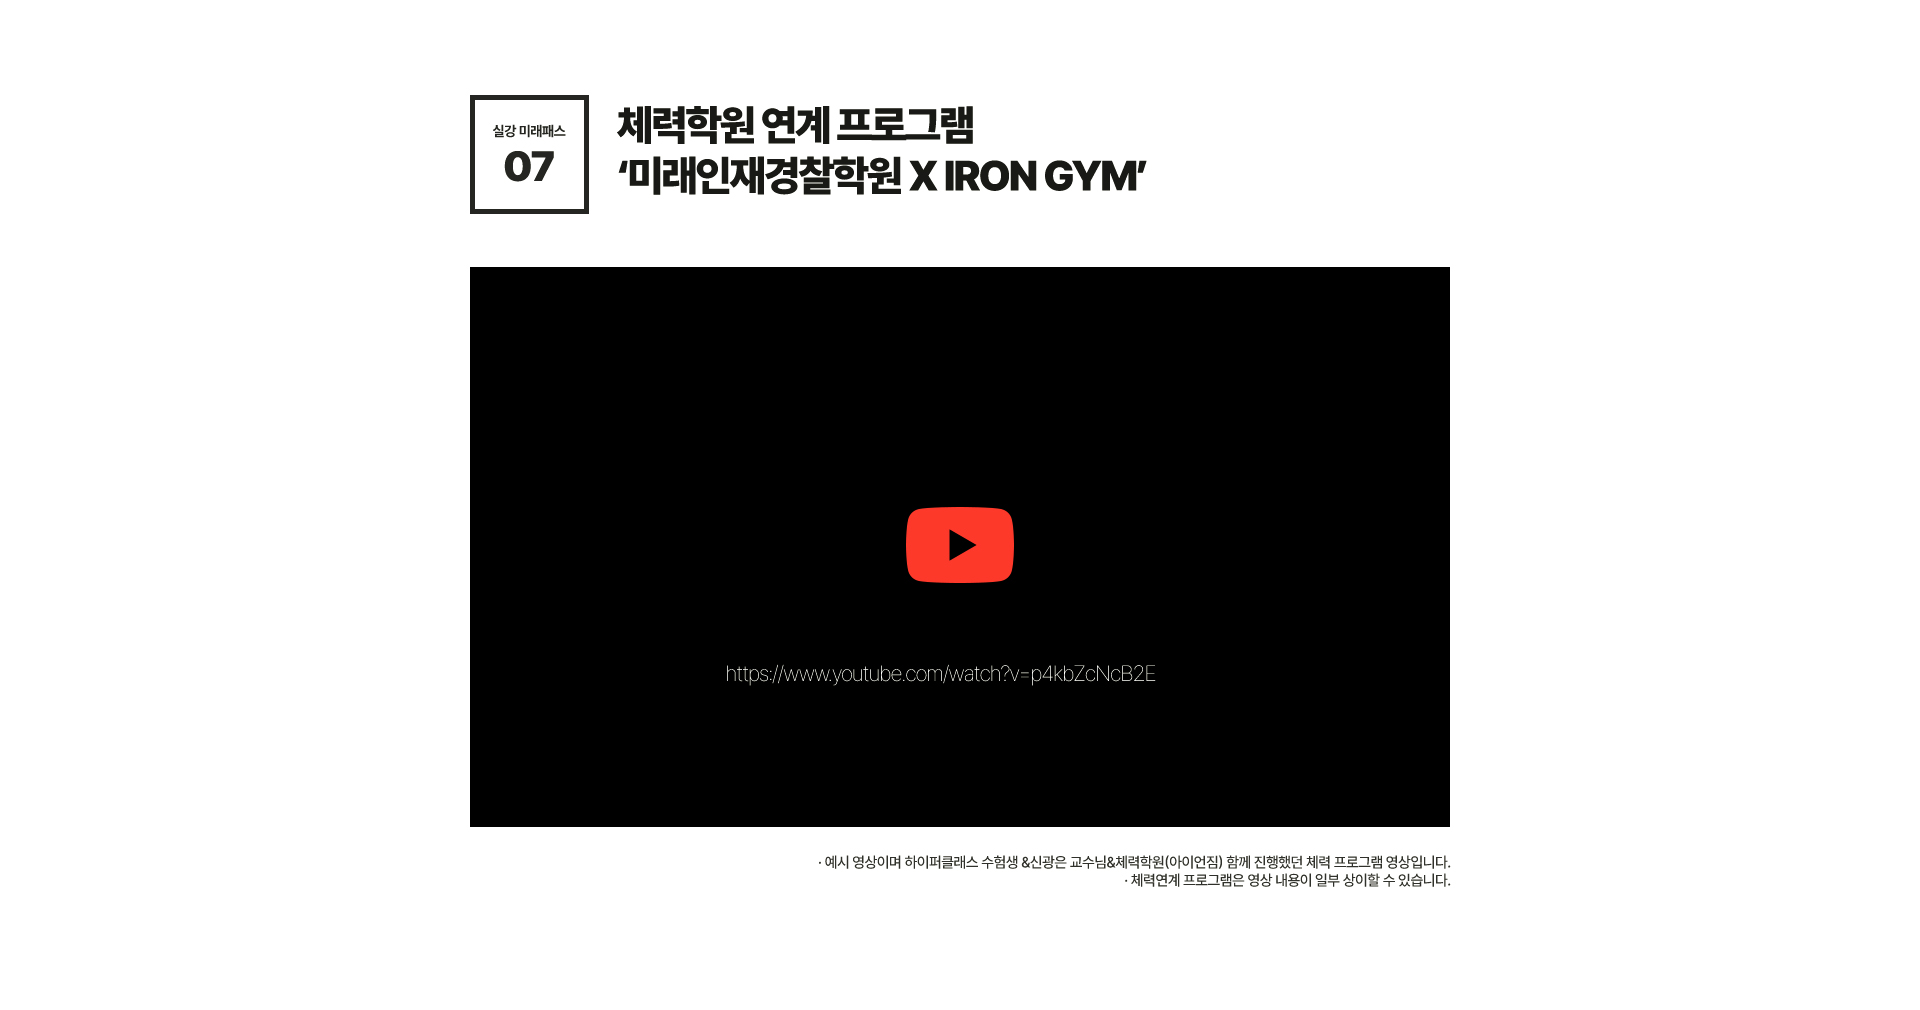 실강 미래패스
07
체력학원 연계 프로그램
‘미래인재경찰학원 X IRON GYM’
https://www.youtube.com/watch?v=p4kbZcNcB2E
· 예시 영상이며 하이퍼클래스 수험생 &신광은 교수님&체력학원(아이언짐) 함께 진행했던 체력 프로그램 영상입니다.
· 체력연계 프로그램은 영상 내용이 일부 상이할 수 있습니다.